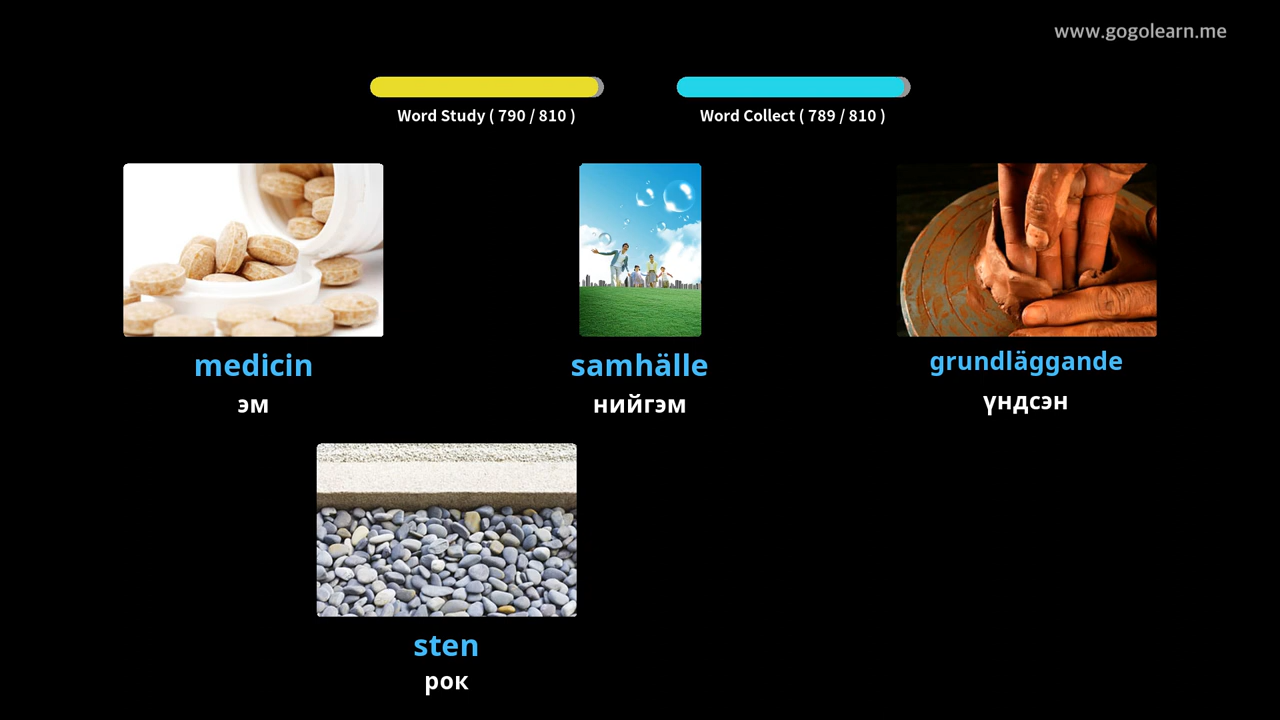 www.gogolearn.me
Word Study ( 790 / 810 )
Word Collect ( 789 / 810 )
medicin
эм
samhälle
нийгэм
grundläggande
үндсэн
sten
рок